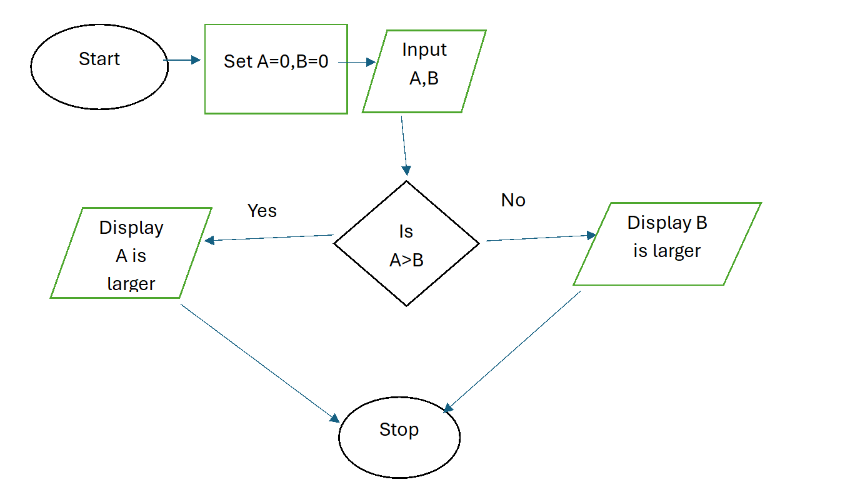 Start
Set A=0,B=0
Input
A,B
Yes
No
Display
A is
larger
Is
A>B
Display B
is larger
Stop